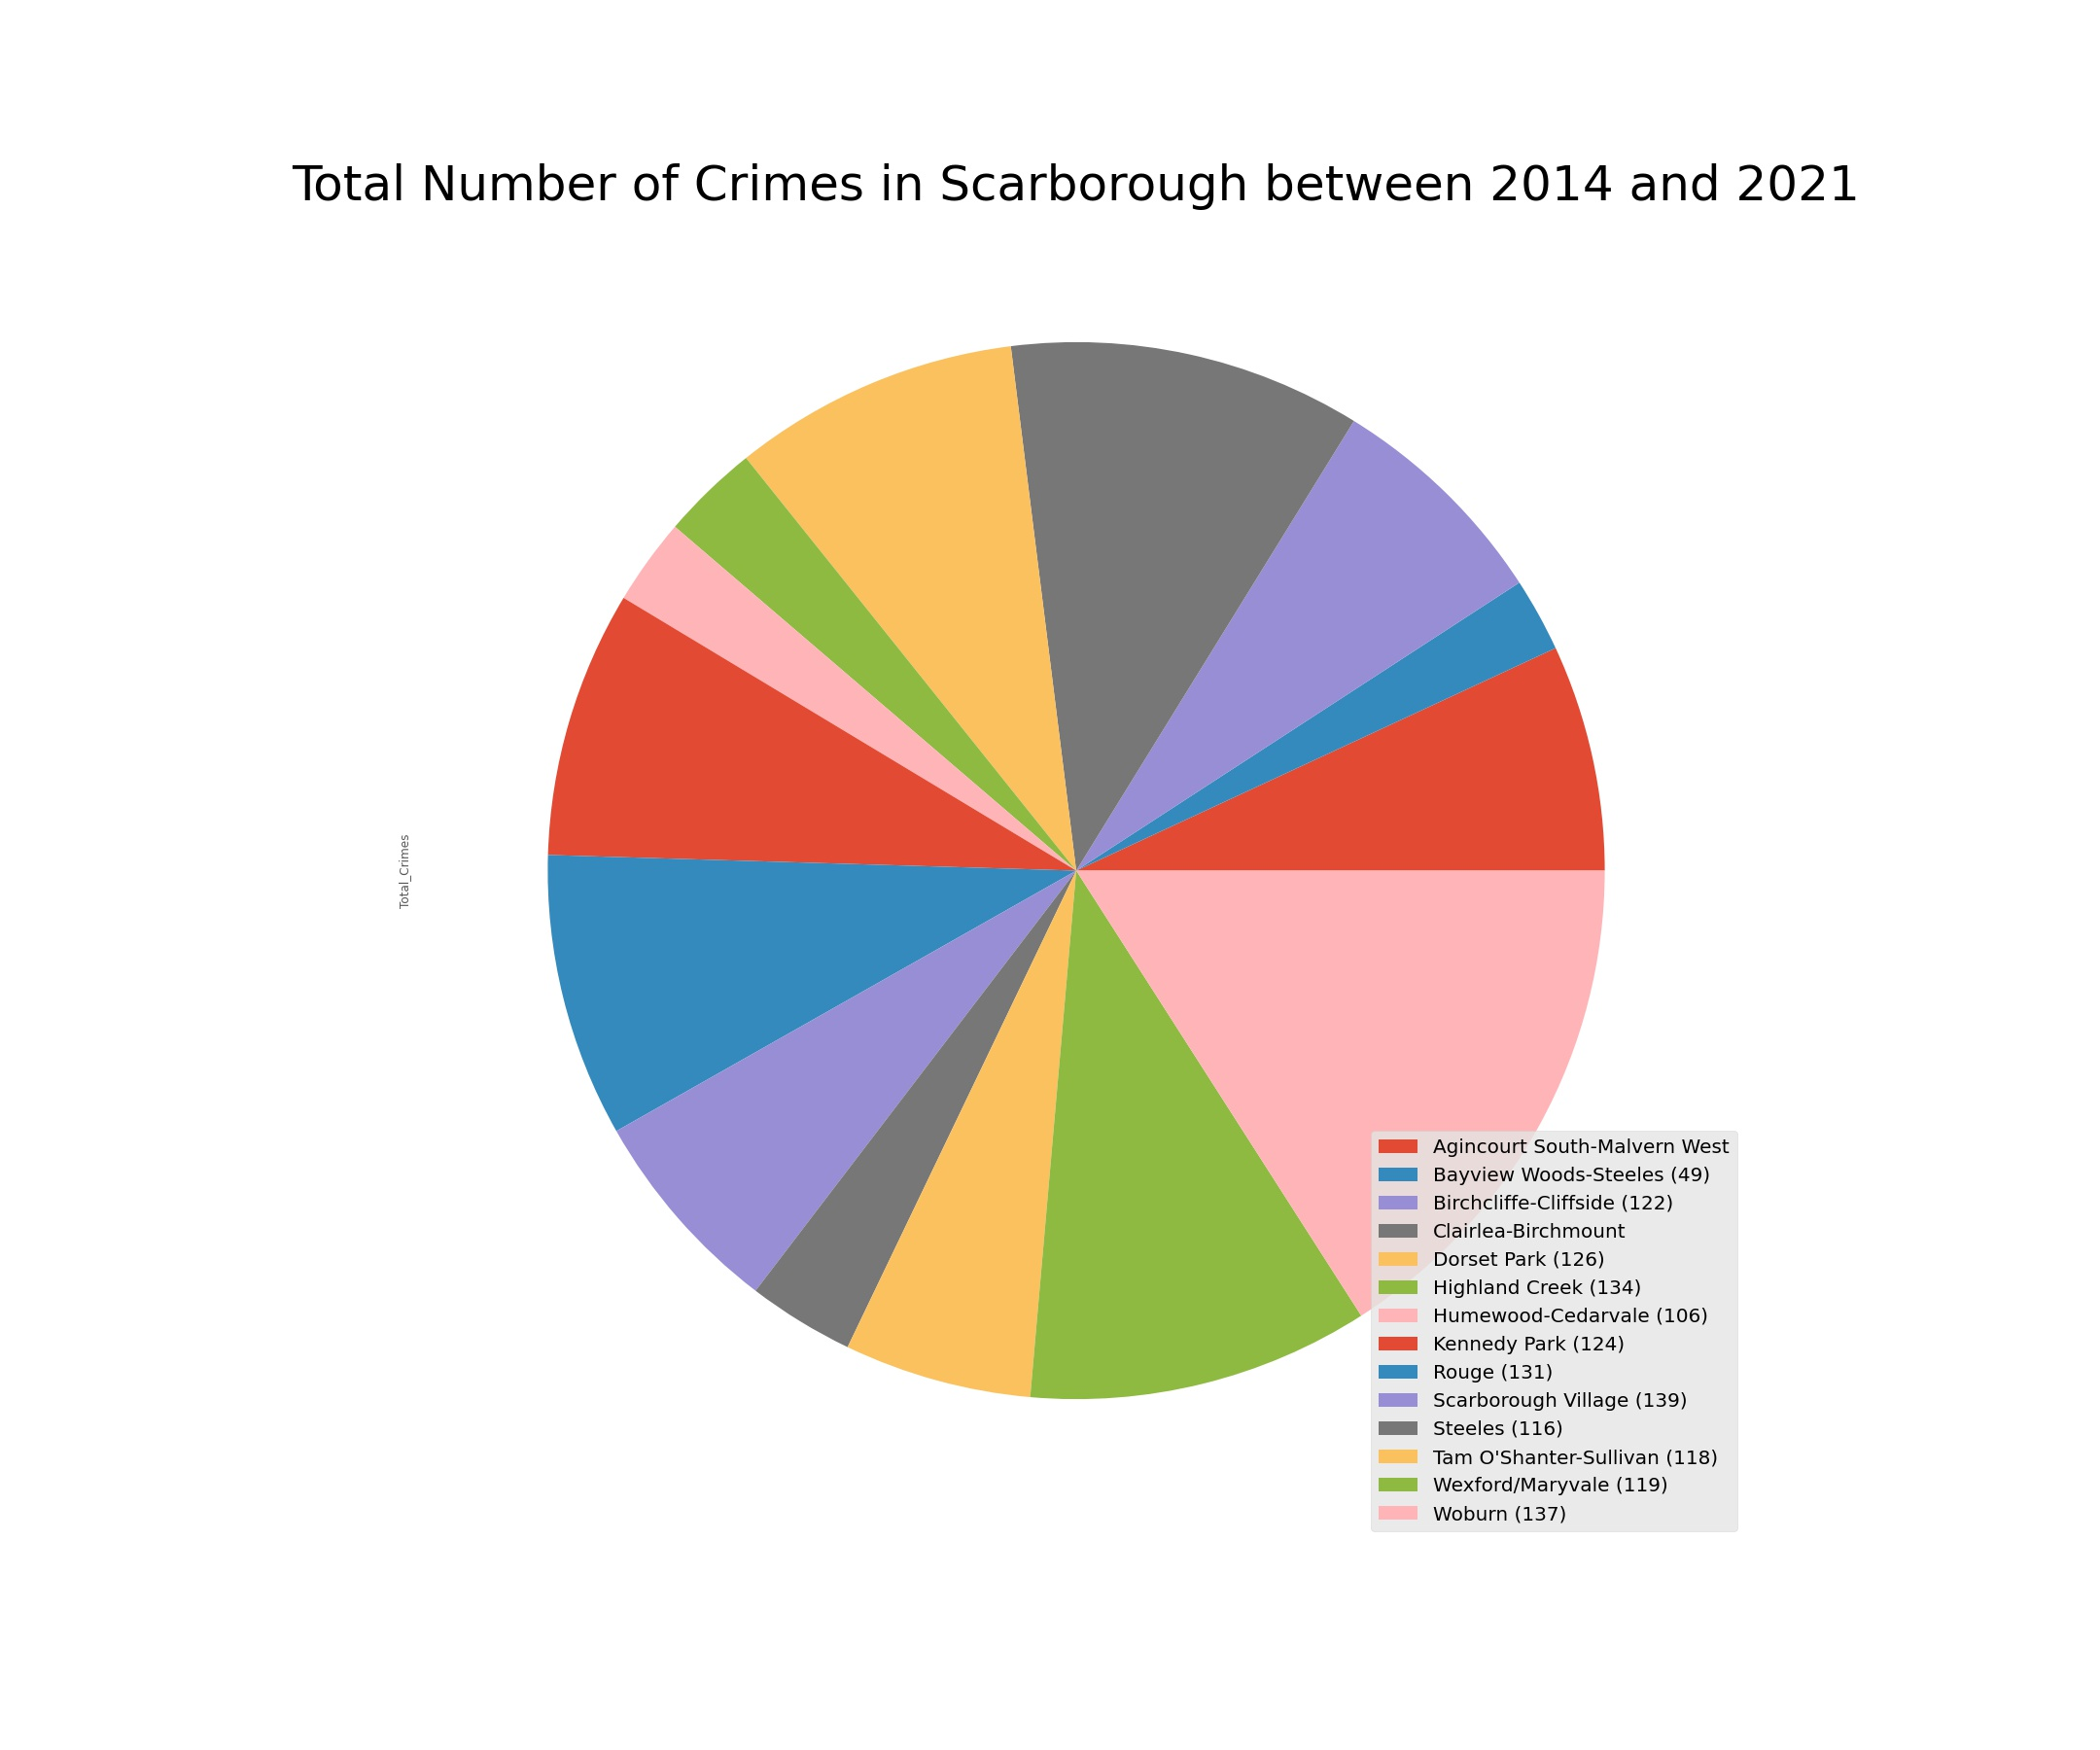 Total Number of Crimes in Scarborough between 2014 and 2021
Total_Crimes
Agincourt South-Malvern West
Bayview Woods-Steeles (49)
Birchcliffe-Cliffside (122)
Clairlea-Birchmount
Dorset Park (126)
Highland Creek (134)
Humewood-Cedarvale (106)
Kennedy Park (124)
Rouge (131)
Scarborough Village (139)
Steeles (116)
Tam O'Shanter-Sullivan (118)
Wexford/Maryvale (119)
Woburn (137)